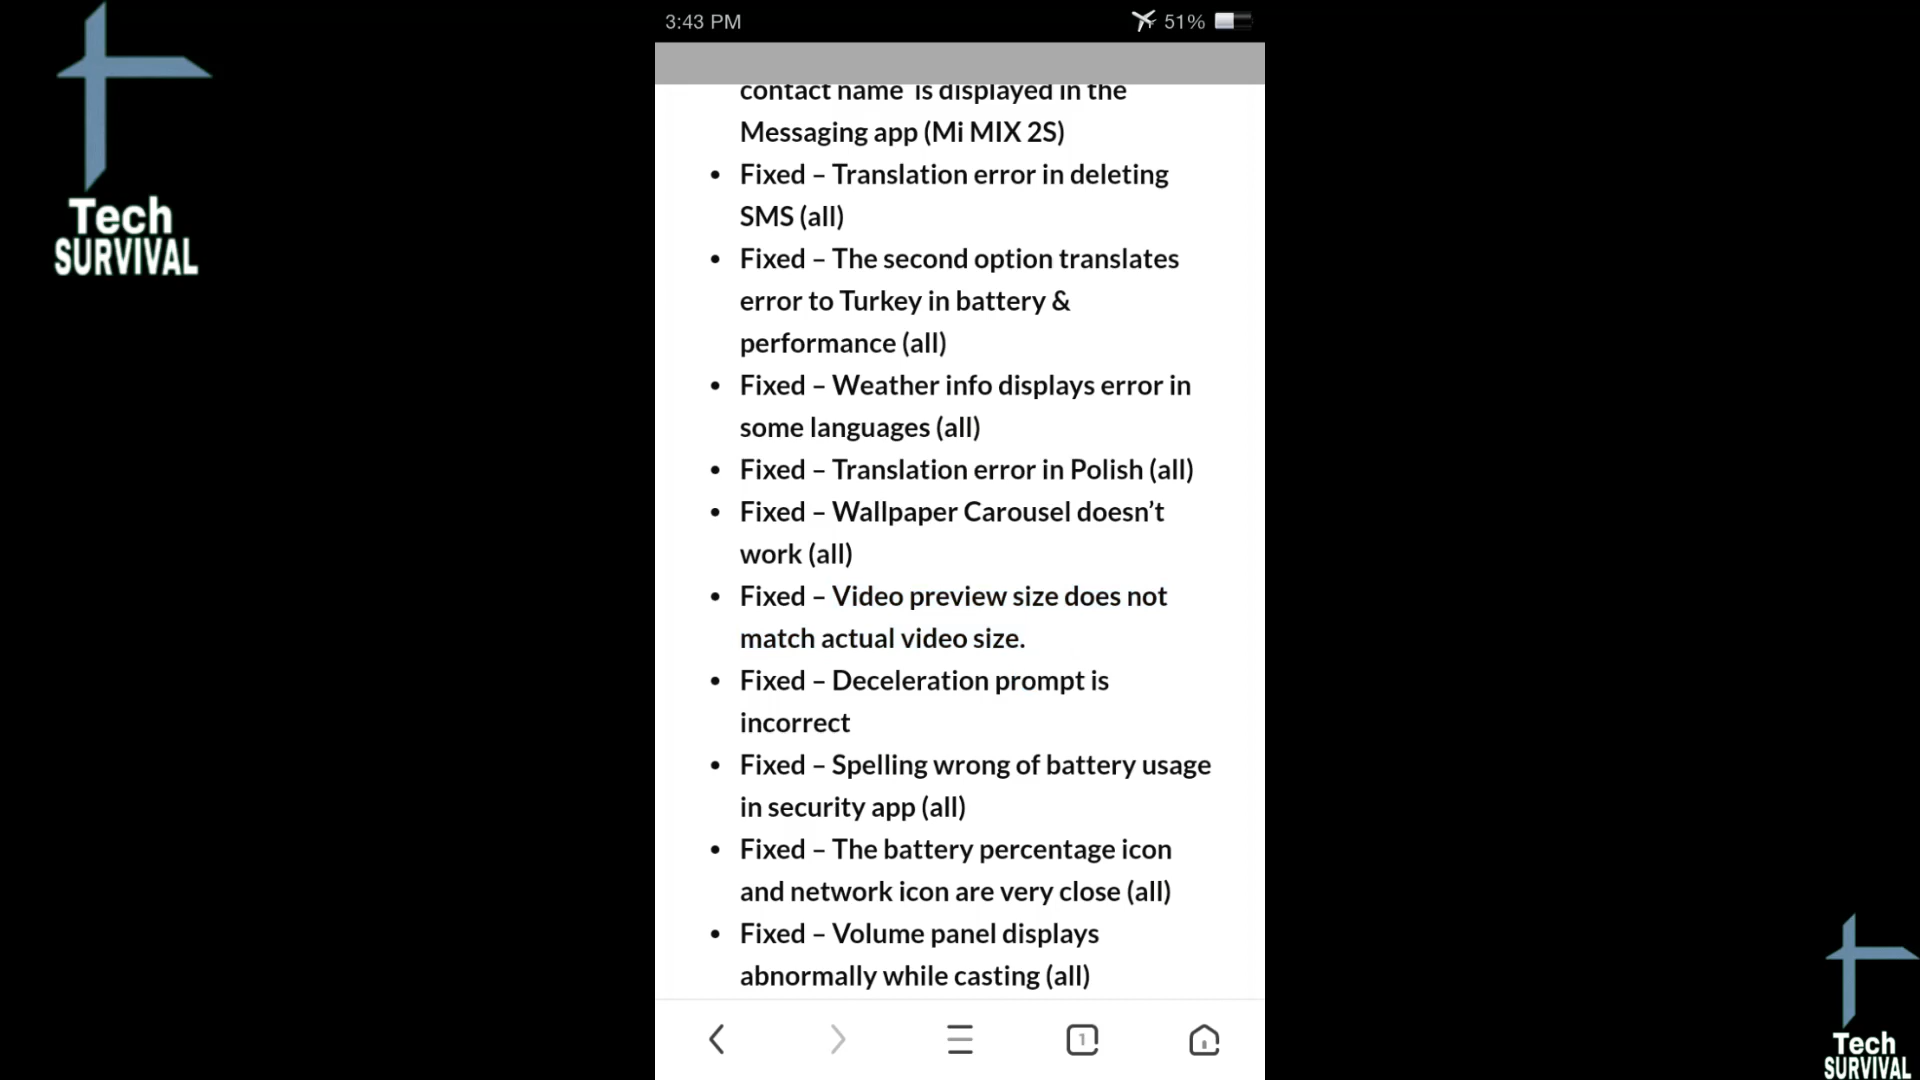 3:43 PM
51%
Tech
SURVIVAL
contact name is displayed in the
Messaging app (Mi MIX 2S)
• Fixed – Translation error in deleting
SMS (all)
• Fixed – The second option translates
error to Turkey in battery &
performance (all)
• Fixed – Weather info displays error in
some languages (all)
• Fixed – Translation error in Polish (all)
• Fixed – Wallpaper Carousel doesn’t
work (all)
• Fixed – Video preview size does not
match actual video size.
• Fixed – Deceleration prompt is
incorrect
• Fixed – Spelling wrong of battery usage
in security app (all)
• Fixed – The battery percentage icon
and network icon are very close (all)
• Fixed – Volume panel displays
abnormally while casting (all)
1
Tech
SURVIVAL